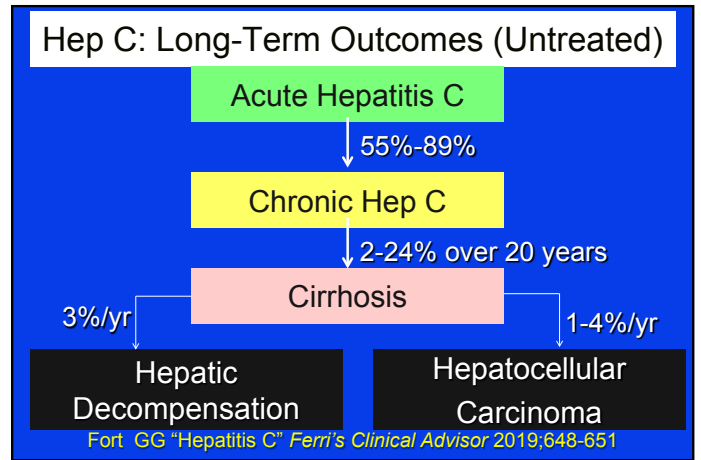 Hep C: Long-Term Outcomes (Untreated)
Acute Hepatitis C
55%-89%
Chronic Hep C
2-24% over 20 years
Cirrhosis
3%/yr
1-4%/yr
Hepatic
Decompensation
Hepatocellular
Carcinoma
Fort GG "Hepatitis C" Ferri's Clinical Advisor 2019;648-651